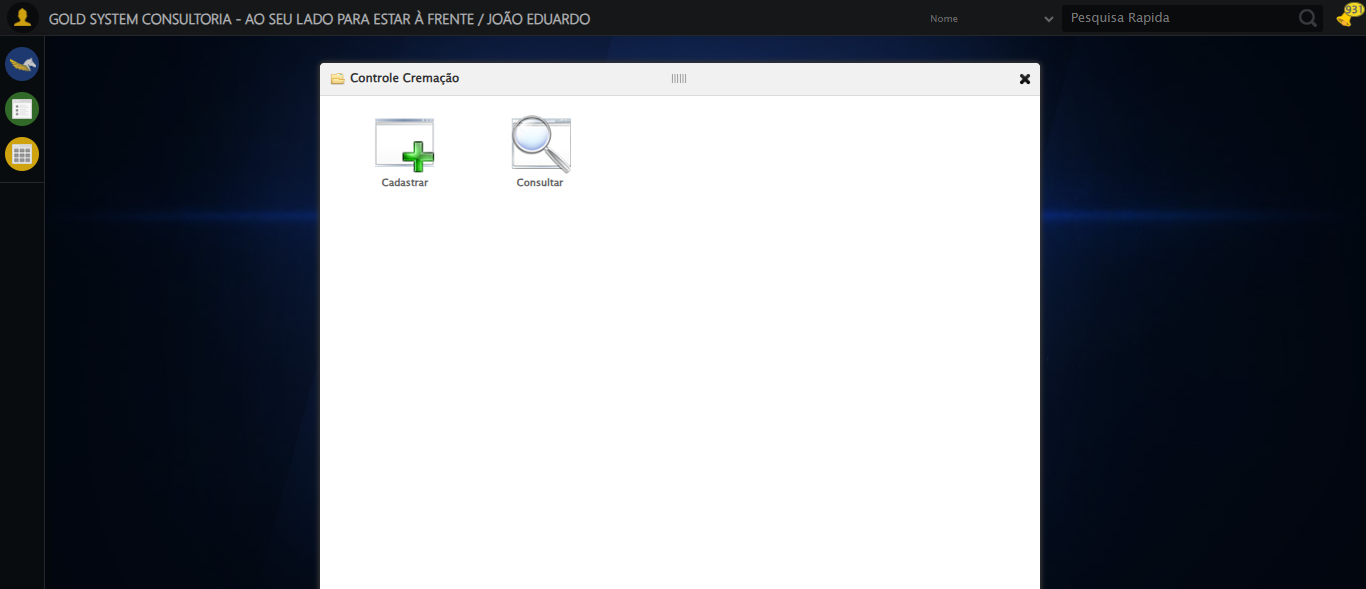 GOLD SYSTEM CONSULTORIA - AO SEU LADO PARA ESTAR À FRENTE / JOÃO EDUARDO
Nome
Pesquisa Rapida
931
Controle Cremação
Cadastrar
Consultar